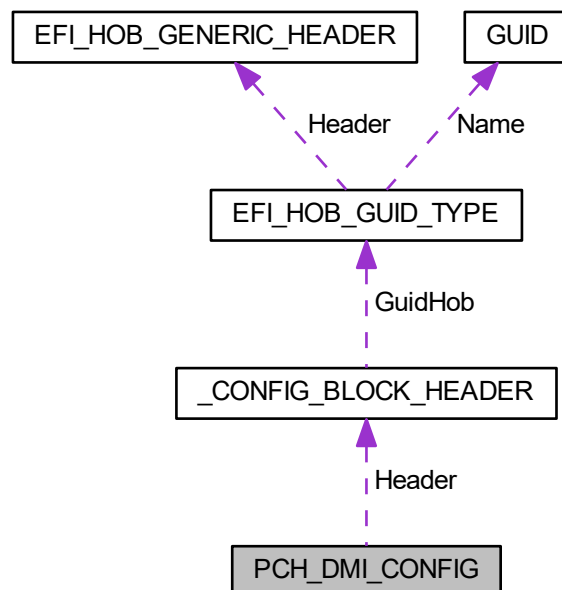 EFI_HOB_GENERIC_HEADER
GUID
Header
Name
EFI_HOB_GUID_TYPE
GuidHob
_CONFIG_BLOCK_HEADER
Header
PCH_DMI_CONFIG